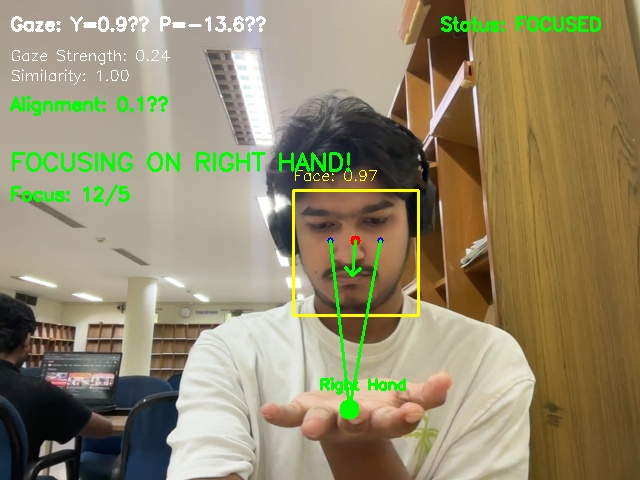 Gaze: Y=0.9?? P=-13.6??
Status: FOCUSED
Gaze Strength: 0.24
Similarity: 1.00
Alignment: 0.1??
FOCUSING ON RIGHT HAND!
Face: 0.97
Focus: 12/5
Right Hand